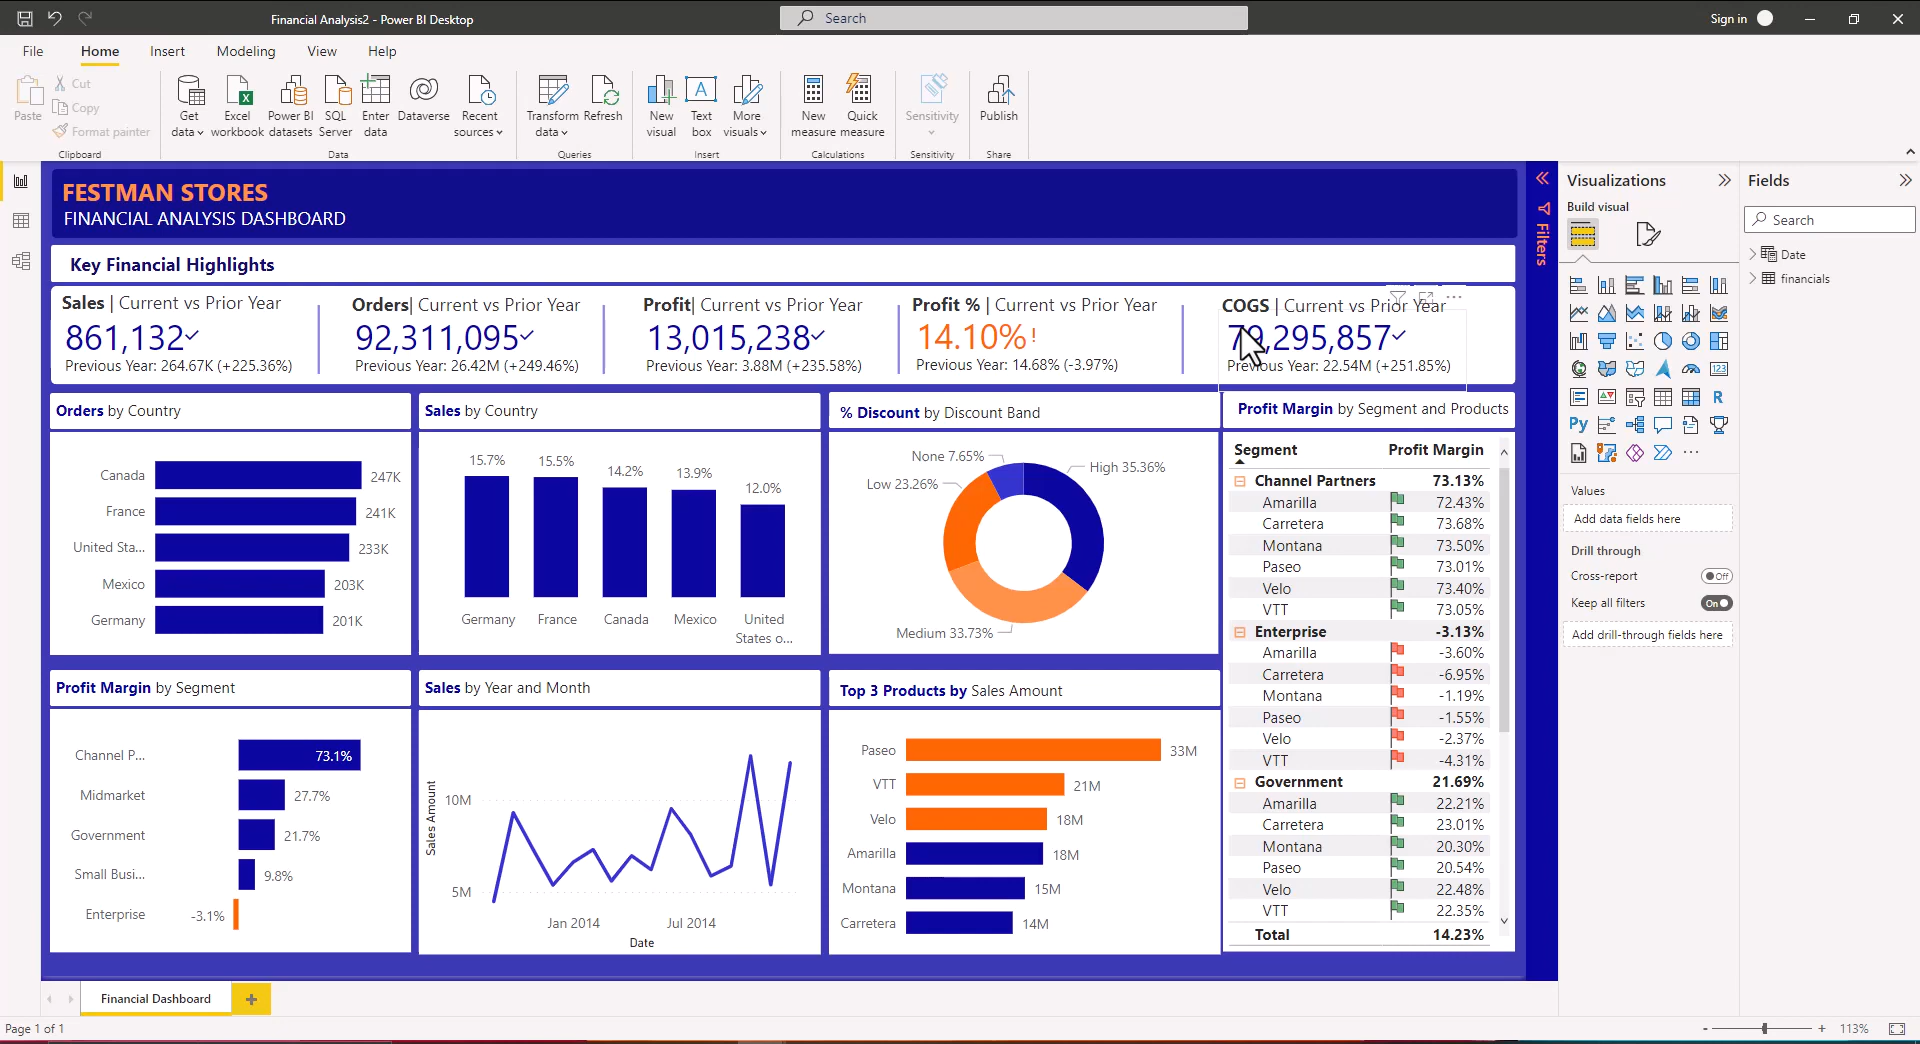 Financial Analysis2 - Power BI Desktop
Search
Sign in
File
Home
Insert
Modeling
View
Help
Paste
Cut
Copy
Format painter
Clipboard
Get data
Excel workbook
Power BI datasets
SQL Server
Enter data
Dataverse
Recent sources
Data
Transform data
Refresh
Queries
New visual
Text box
More visuals
Insert
New measure
Quick measure
Calculations
Sensitivity
Sensitivity
Publish
Share
FESTMAN STORES
FINANCIAL ANALYSIS DASHBOARD
Key Financial Highlights
Sales | Current vs Prior Year
861,132
Previous Year: 264.67K (+225.36%)
Orders| Current vs Prior Year
92,311,095
Previous Year: 26.42M (+249.46%)
Profit| Current vs Prior Year
13,015,238
Previous Year: 3.88M (+235.58%)
Profit % | Current vs Prior Year
14.10%!
Previous Year: 14.68% (-3.97%)
COGS | Current vs Prior Year
79,295,857
Previous Year: 22.54M (+251.85%)
Orders by Country
Canada 247K
France 241K
United Sta... 233K
Mexico 203K
Germany 201K
Sales by Country
15.7% 15.5% 14.2% 13.9% 12.0%
Germany France Canada Mexico United States o...
% Discount by Discount Band
None 7.65%
High 35.36%
Low 23.26%
Medium 33.73%
Profit Margin by Segment and Products
Segment Profit Margin
Channel Partners 73.13%
Amarilla 72.43%
Carretera 73.68%
Montana 73.50%
Paseo 73.01%
Velo 73.40%
VTT 73.05%
Enterprise -3.13%
Amarilla -3.60%
Carretera -6.95%
Montana -1.19%
Paseo -1.55%
Velo -2.37%
VTT -4.31%
Government 21.69%
Amarilla 22.21%
Carretera 23.01%
Montana 20.30%
Paseo 20.54%
Velo 22.48%
VTT 22.35%
Total 14.23%
Profit Margin by Segment
Channel P... 73.1%
Midmarket 27.7%
Government 21.7%
Small Busi... 9.8%
Enterprise -3.1%
Sales by Year and Month
Sales Amount
10M
5M
Jan 2014 Jul 2014
Date
Top 3 Products by Sales Amount
Paseo 33M
VTT 21M
Velo 18M
Amarilla 18M
Montana 15M
Carretera 14M
Filters
Visualizations
Build visual
123
R
Py
Values
Add data fields here
Drill through
Cross-report Off
Keep all filters On
Add drill-through fields here
Fields
Search
Date
financials
Financial Dashboard
Page 1 of 1
- + 113%